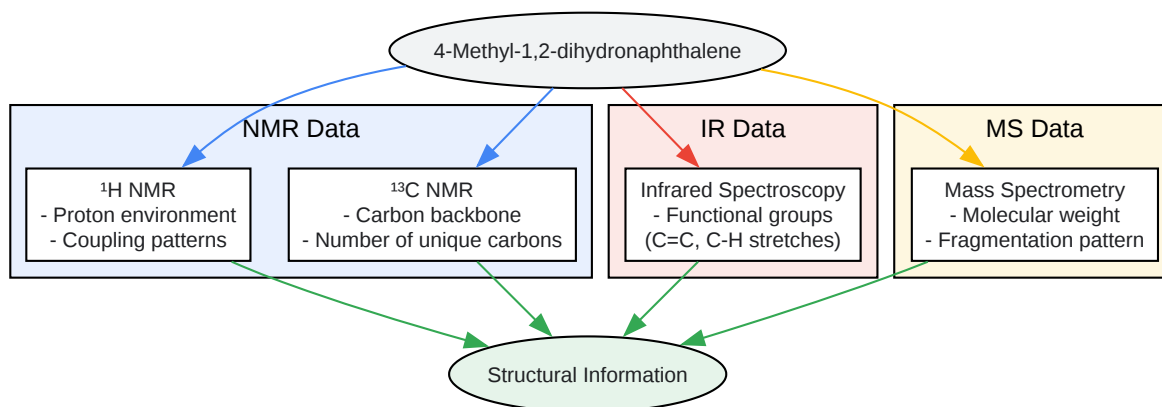 4-Methyl-1,2-dihydronaphthalene
NMR Data
¹H NMR
- Proton environment
- Coupling patterns
¹³C NMR
- Carbon backbone
- Number of unique carbons
IR Data
Infrared Spectroscopy
- Functional groups
(C=C, C-H stretches)
MS Data
Mass Spectrometry
- Molecular weight
- Fragmentation pattern
Structural Information